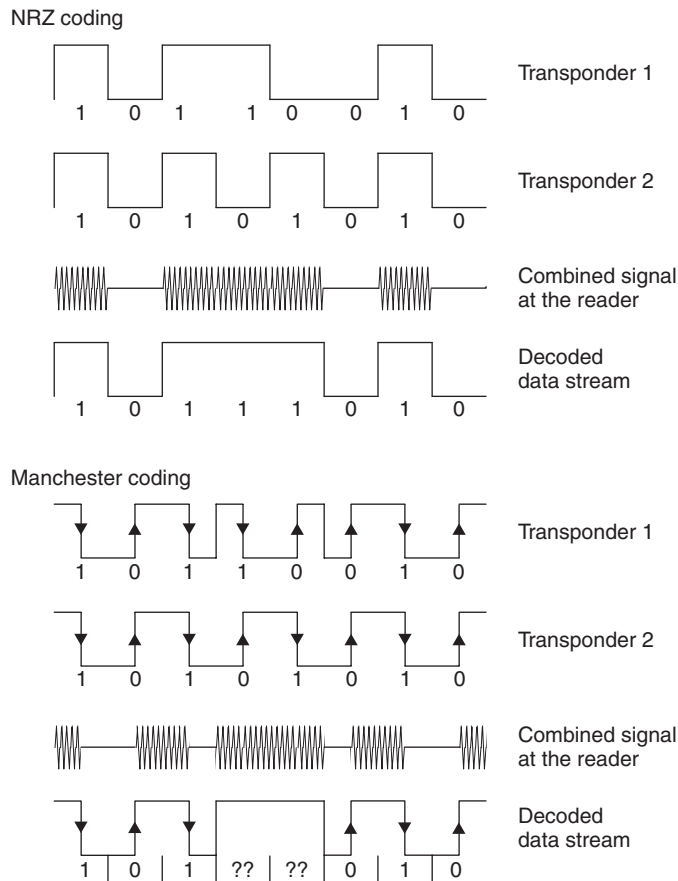 NRZ coding
Transponder 1
1 0 1 1 0 0 1 0
Transponder 2
1 0 1 0 1 0 1 0
Combined signal
at the reader
Decoded
data stream
1 0 1 1 1 0 1 0
Manchester coding
Transponder 1
1 0 1 1 0 0 1 0
Transponder 2
1 0 1 0 1 0 1 0
Combined signal
at the reader
Decoded
data stream
1 0 1 ?? ?? 0 1 0